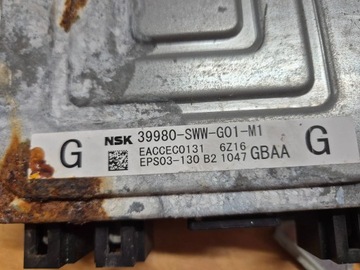 G NSK 39980-SWW-G01-M1 G
EACCEC0131 6Z16
EPS03-130 B2 1047 GBAA